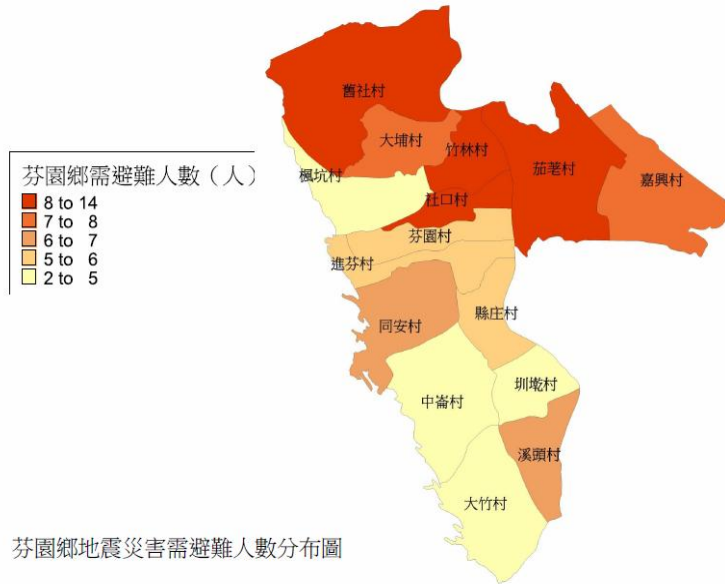 舊社村
大埔村
竹林村
茄荖村
嘉興村
楓坑村
社口村
芬園村
進芬村
縣庄村
同安村
圳墘村
中崙村
溪頭村
大竹村
芬園鄉需避難人數（人）
8 to 14
7 to 8
6 to 7
5 to 6
2 to 5
芬園鄉地震災害需避難人數分布圖